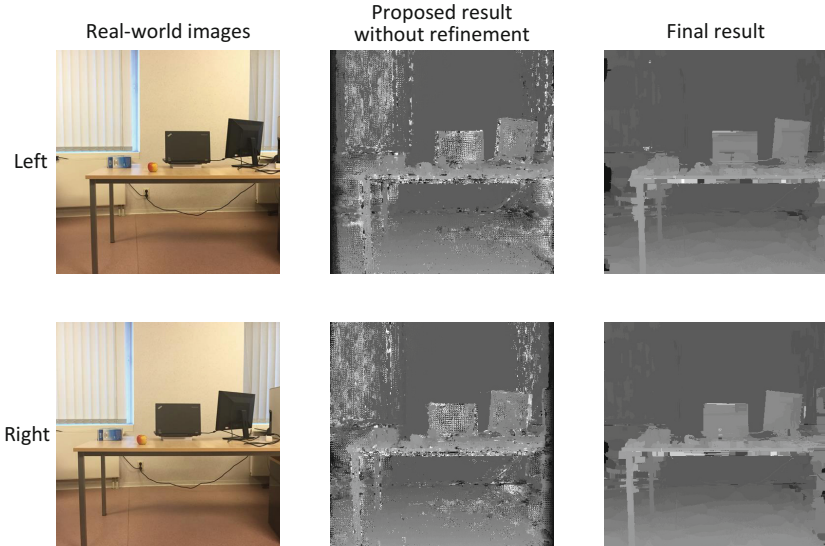 Real-world images
Proposed result
without refinement
Final result
Left
Right